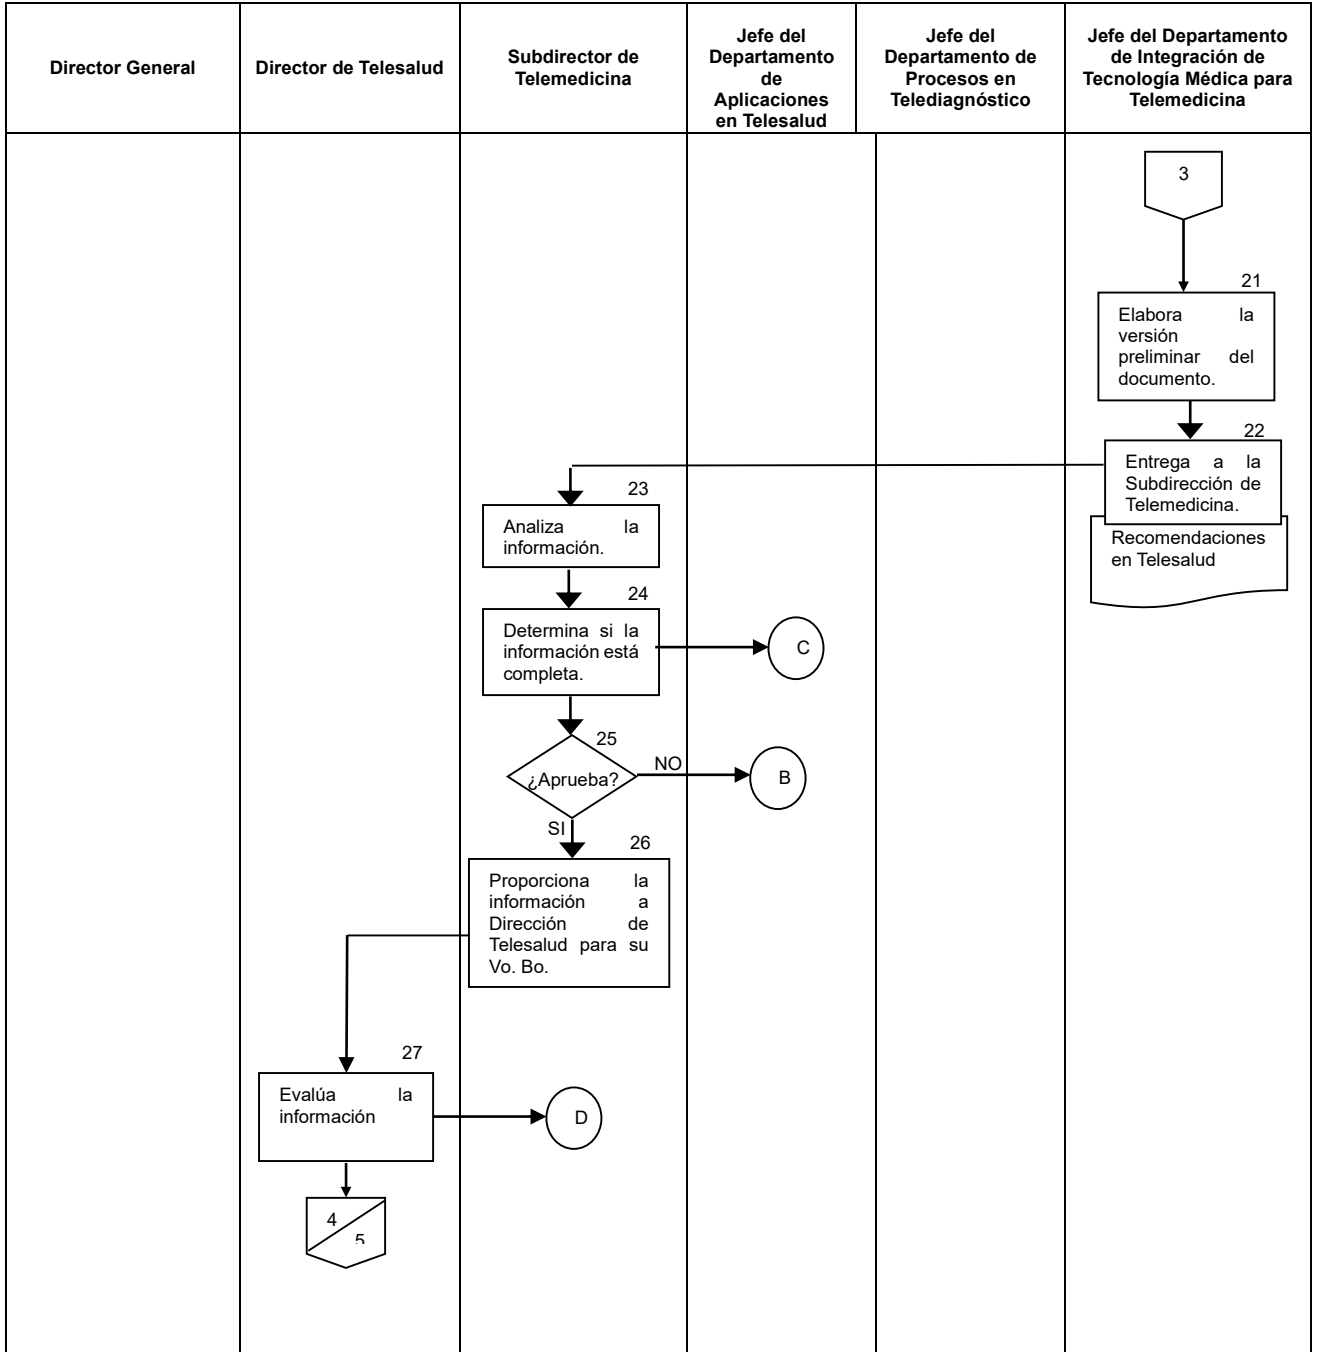 Director General
Director de Telesalud
Subdirector de
Telemedicina
Jefe del
Departamento
de
Aplicaciones
en Telesalud
Jefe del
Departamento de
Procesos en
Telediagnóstico
Jefe del Departamento
de Integración de
Tecnología Médica para
Telemedicina
3
21
Elabora la
versión
preliminar del
documento.
22
Entrega a la
Subdirección de
Telemedicina.
Recomendaciones
en Telesalud
23
Analiza la
información.
24
Determina si la
información está
completa.
C
25
¿Aprueba?
NO
B
SI
26
Proporciona la
información a
Dirección de
Telesalud para su
Vo. Bo.
27
Evalúa la
información
D
4
5